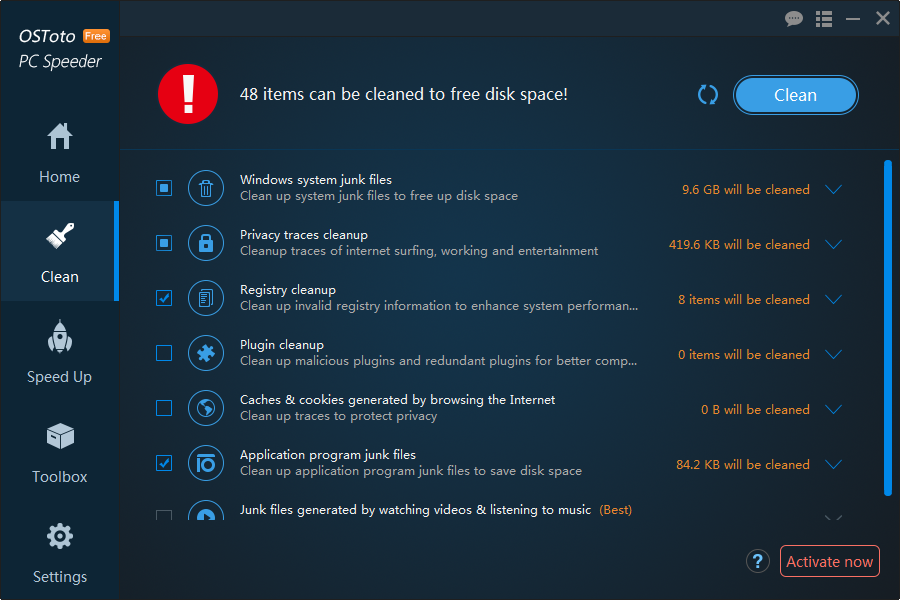 OSToto Free
PC Speeder
Home
Clean
Speed Up
Toolbox
Settings
48 items can be cleaned to free disk space!
Clean
Windows system junk files
Clean up system junk files to free up disk space
9.6 GB will be cleaned
Privacy traces cleanup
Cleanup traces of internet surfing, working and entertainment
419.6 KB will be cleaned
Registry cleanup
Clean up invalid registry information to enhance system performan...
8 items will be cleaned
Plugin cleanup
Clean up malicious plugins and redundant plugins for better comp...
0 items will be cleaned
Caches & cookies generated by browsing the Internet
Clean up traces to protect privacy
0 B will be cleaned
Application program junk files
Clean up application program junk files to save disk space
84.2 KB will be cleaned
Junk files generated by watching videos & listening to music (Best)
?
Activate now